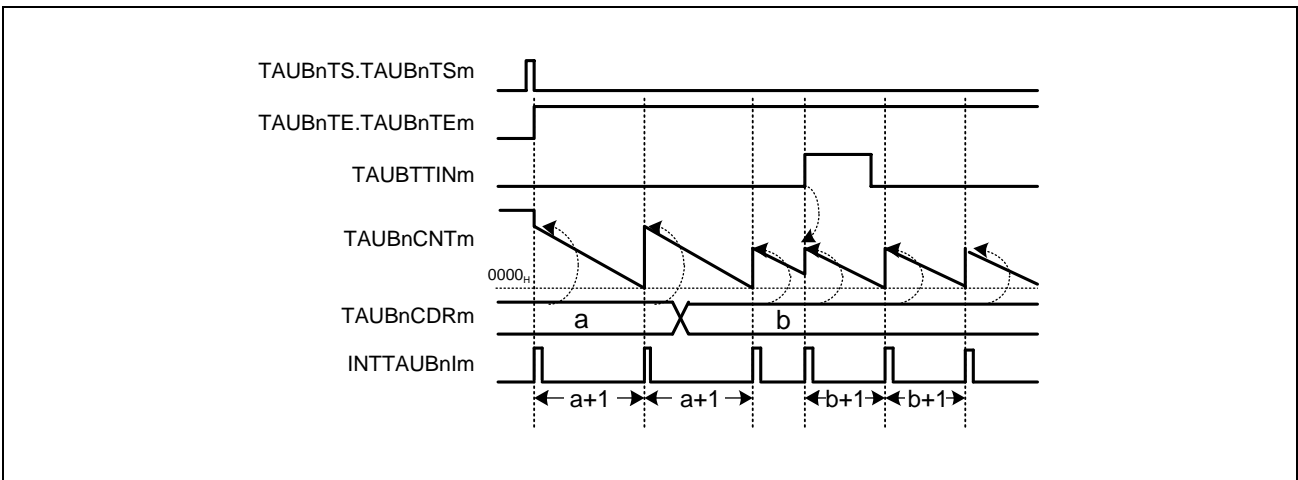 TAUBnTS.TAUBnTSm
TAUBnTE.TAUBnTEm
TAUBTTINm
TAUBnCNTm
0000H
TAUBnCDRm
a
b
INTTAUBnIm
a+1
a+1
b+1
b+1